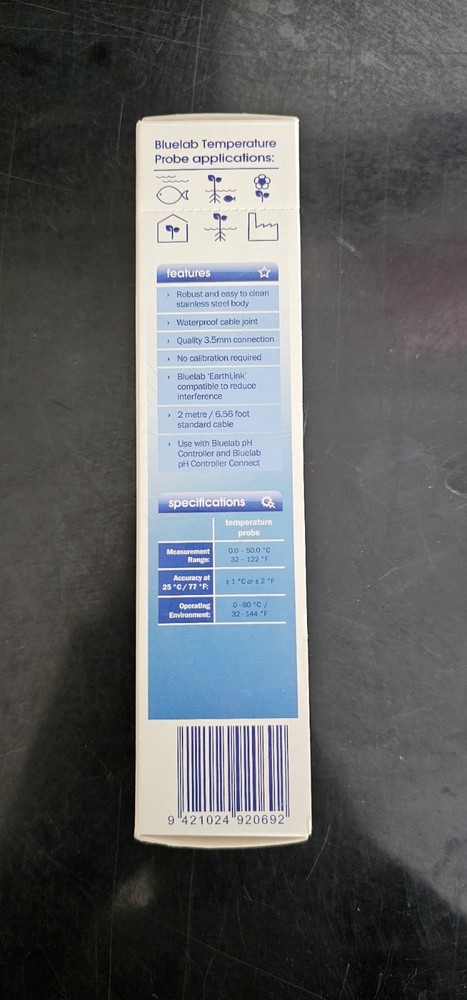 Bluelab Temperature
Probe applications:
features
› Robust and easy to clean
stainless steel body
› Waterproof cable joint
› Quality 3.5mm connection
› No calibration required
› Bluelab 'EarthLink'
compatible to reduce
interference
› 2 metre / 6.56 foot
standard cable
› Use with Bluelab pH
Controller and Bluelab
pH Controller Connect
specifications
temperature
probe
Measurement
Range:
0.0 - 50.0 °C
32 - 122 °F
Accuracy at
25 °C / 77 °F:
± 1 °C or ± 2 °F
Operating
Environment:
0 - 60 °C /
32 - 144 °F
9 421024 920692